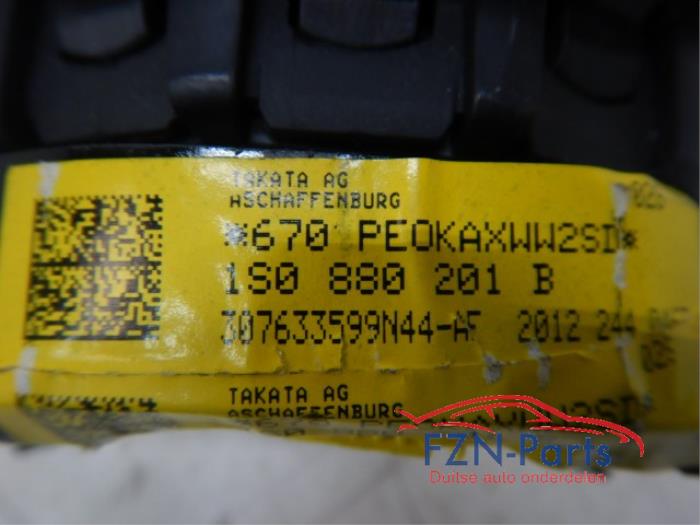 TAKATA AG
ASCHAFFENBURG
*670 PEOKAXWW2SD*
1S0 880 201 B
307633599N44-AF 2012 244
TAKATA AG
ASCHAFFENBURG
FZN-Parts
Duitse auto onderdelen